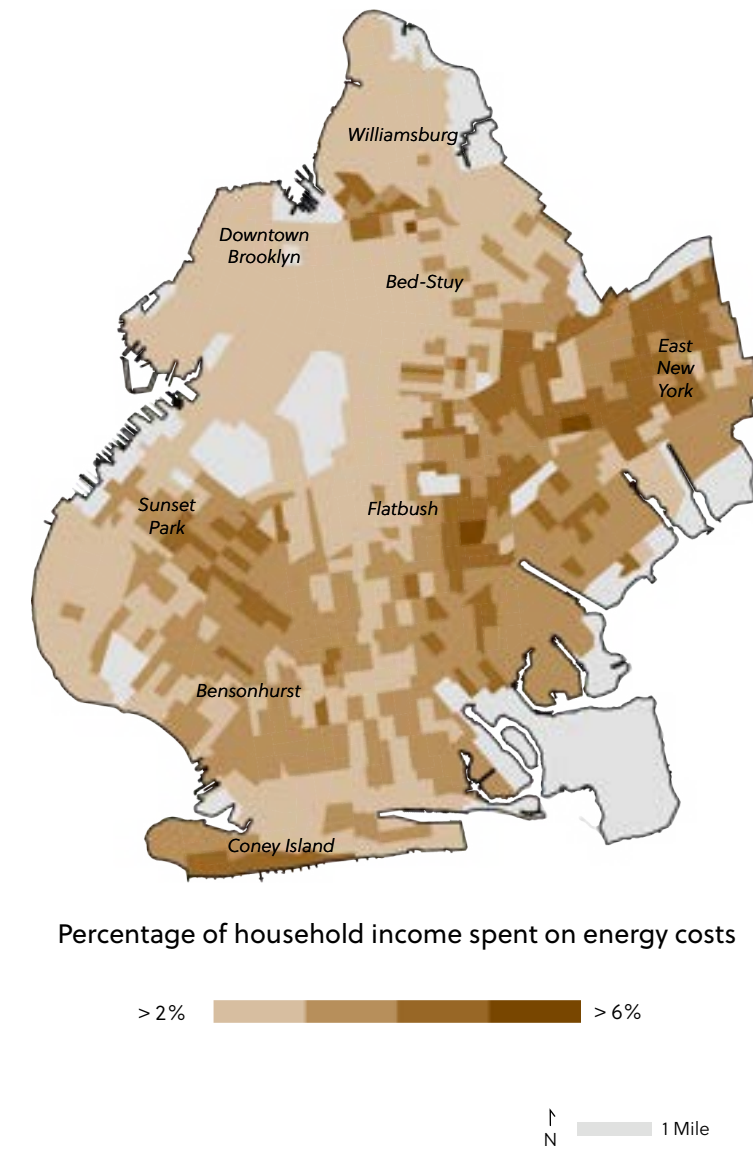 Williamsburg
Downtown
Brooklyn
Bed-Stuy
East
New
York
Sunset
Park
Flatbush
Bensonhurst
Coney Island
Percentage of household income spent on energy costs
> 2%
> 6%
N
1 Mile